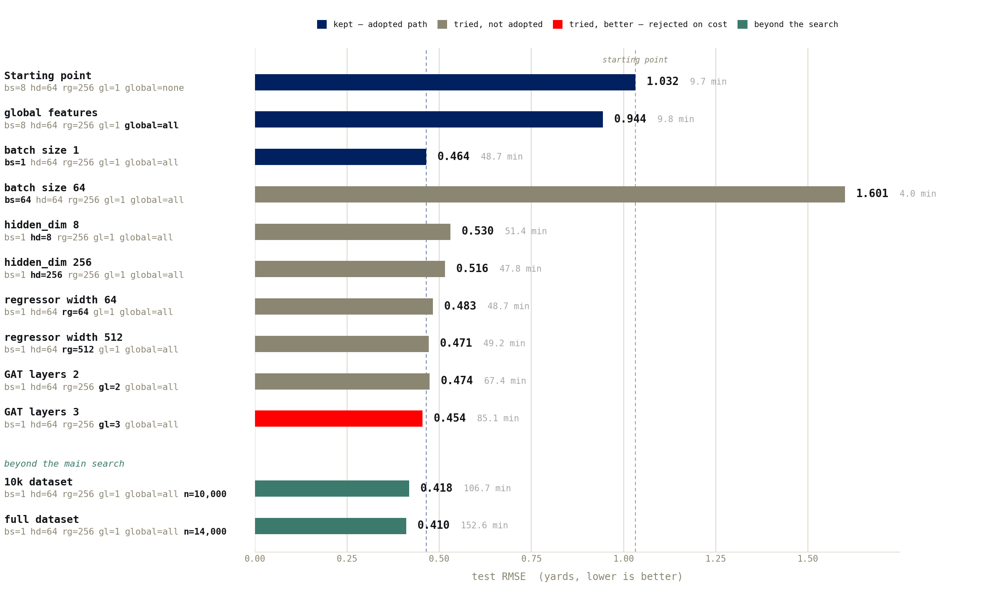 kept — adopted path tried, not adopted tried, better — rejected on cost beyond the search
starting point
Starting point
bs=8 hd=64 rg=256 gl=1 global=none
1.032 9.7 min
global features
bs=8 hd=64 rg=256 gl=1 global=all
0.944 9.8 min
batch size 1
bs=1 hd=64 rg=256 gl=1 global=all
0.464 48.7 min
batch size 64
bs=64 hd=64 rg=256 gl=1 global=all
1.601 4.0 min
hidden_dim 8
bs=1 hd=8 rg=256 gl=1 global=all
0.530 51.4 min
hidden_dim 256
bs=1 hd=256 rg=256 gl=1 global=all
0.516 47.8 min
regressor width 64
bs=1 hd=64 rg=64 gl=1 global=all
0.483 48.7 min
regressor width 512
bs=1 hd=64 rg=512 gl=1 global=all
0.471 49.2 min
GAT layers 2
bs=1 hd=64 rg=256 gl=2 global=all
0.474 67.4 min
GAT layers 3
bs=1 hd=64 rg=256 gl=3 global=all
0.454 85.1 min
beyond the main search
10k dataset
bs=1 hd=64 rg=256 gl=1 global=all n=10,000
0.418 106.7 min
full dataset
bs=1 hd=64 rg=256 gl=1 global=all n=14,000
0.410 152.6 min
0.00 0.25 0.50 0.75 1.00 1.25 1.50
test RMSE (yards, lower is better)